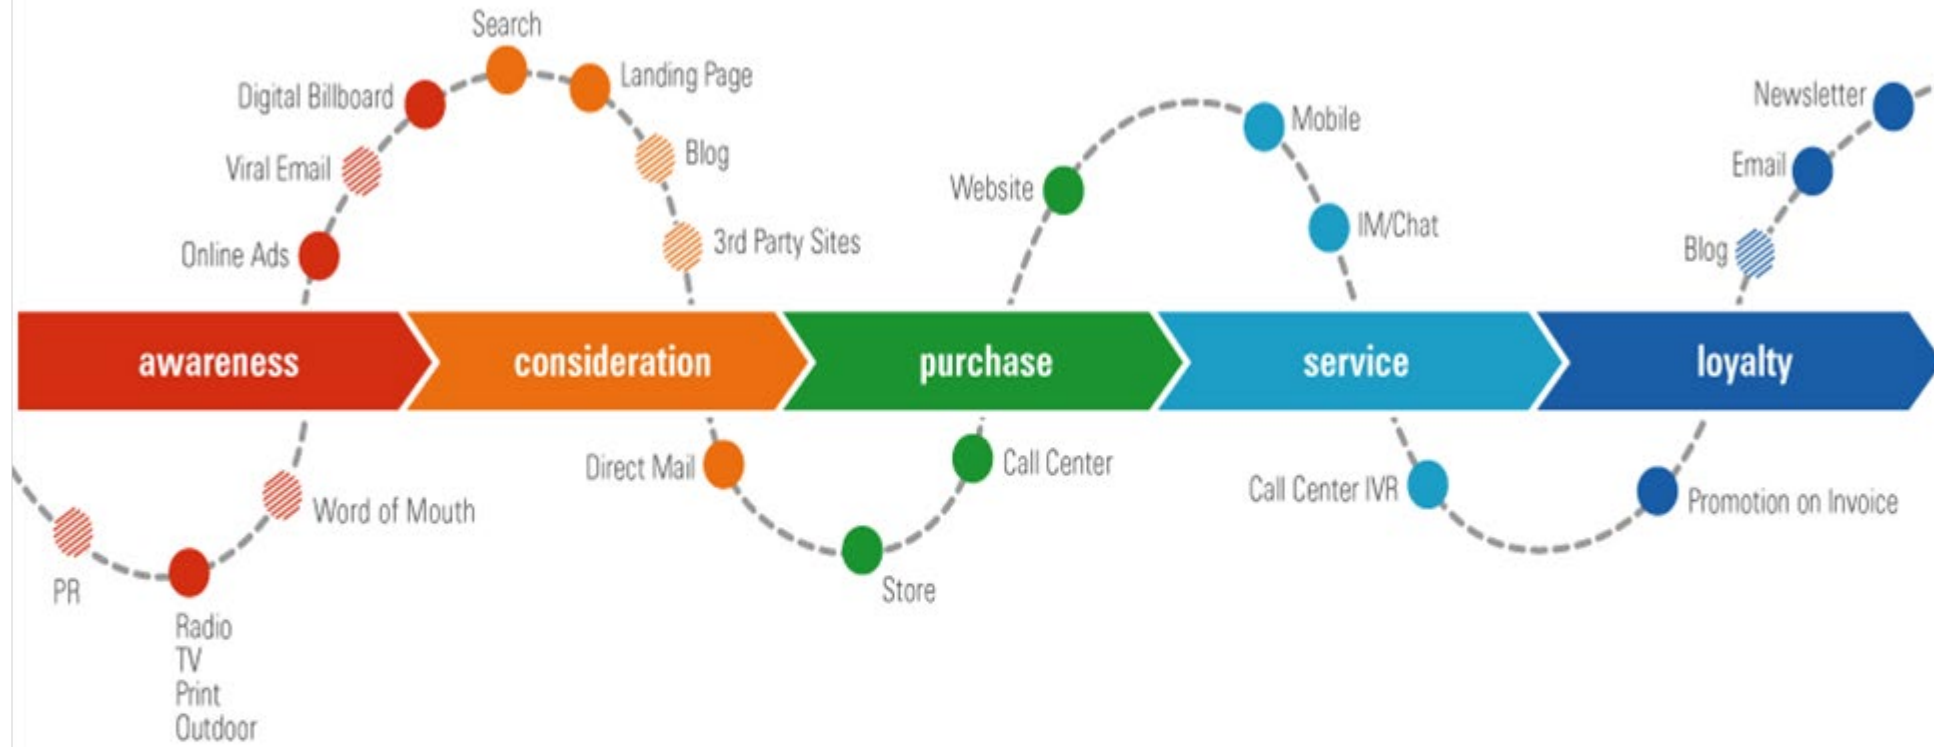 Search
Digital Billboard
Landing Page
Viral Email
Blog
Online Ads
3rd Party Sites
Website
Mobile
IM/Chat
Newsletter
Email
Blog
awareness
consideration
purchase
service
loyalty
PR
Radio
TV
Print
Outdoor
Word of Mouth
Direct Mail
Store
Call Center
Call Center IVR
Promotion on Invoice